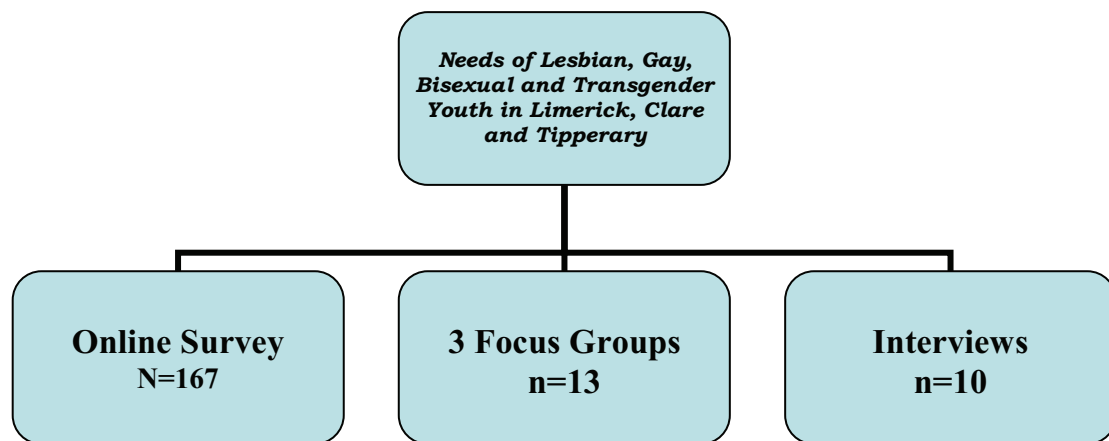 Needs of Lesbian, Gay,
Bisexual and Transgender
Youth in Limerick, Clare
and Tipperary
Online Survey
N=167
3 Focus Groups
n=13
Interviews
n=10